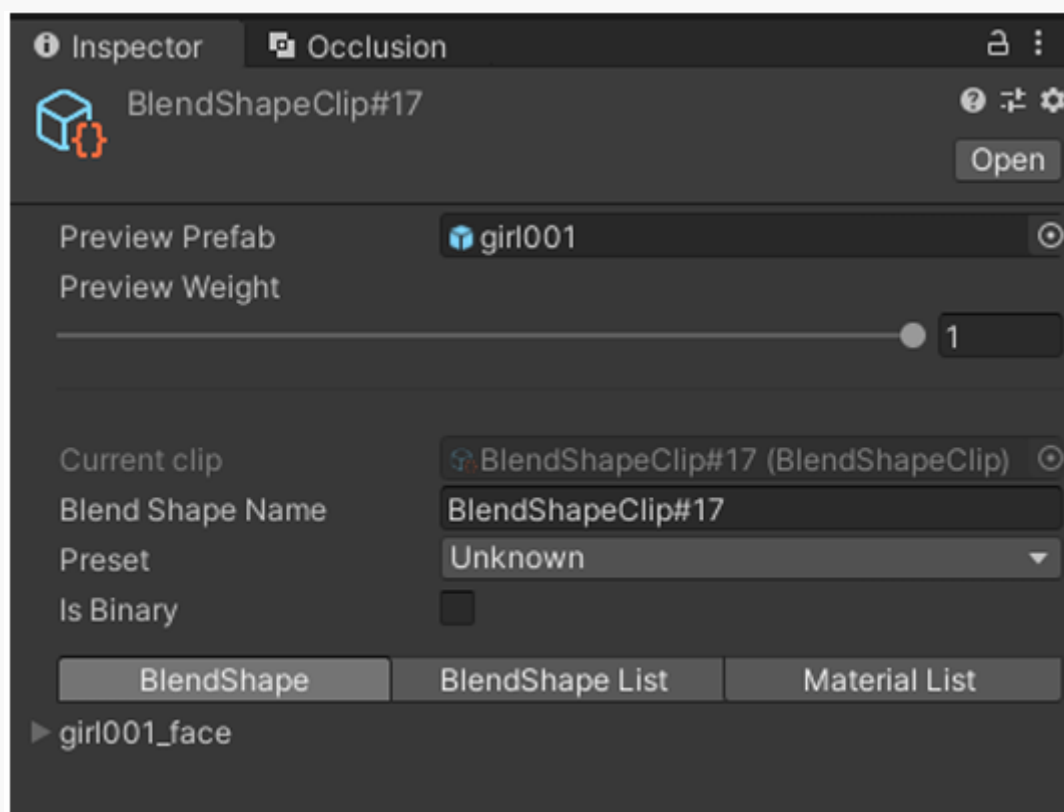 Inspector Occlusion
BlendShapeClip#17
Open
Preview Prefab girl001
Preview Weight
1
Current clip BlendShapeClip#17 (BlendShapeClip)
Blend Shape Name BlendShapeClip#17
Preset Unknown
Is Binary
BlendShape BlendShape List Material List
girl001_face